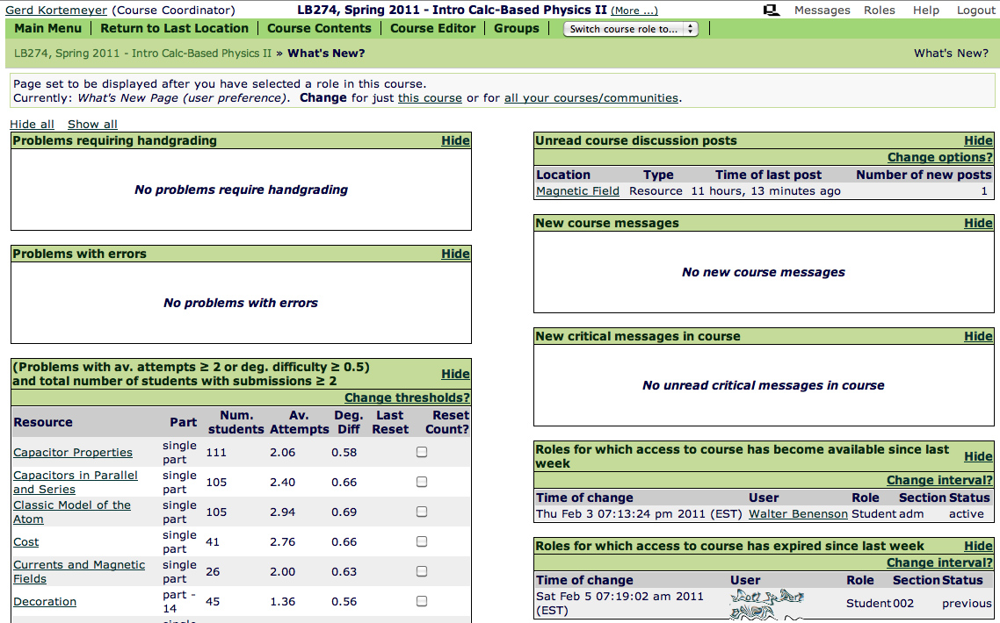 Gerd Kortemeyer (Course Coordinator) LB274, Spring 2011 - Intro Calc-Based Physics II (More ...) Messages Roles Help Logout
Main Menu Return to Last Location Course Contents Course Editor Groups Switch course role to...
LB274, Spring 2011 - Intro Calc-Based Physics II » What's New? What's New?
Page set to be displayed after you have selected a role in this course.
Currently: What's New Page (user preference). Change for just this course or for all your courses/communities.
Hide all Show all
Problems requiring handgrading Hide
No problems require handgrading
Problems with errors Hide
No problems with errors
(Problems with av. attempts ≥ 2 or deg. difficulty ≥ 0.5)
and total number of students with submissions ≥ 2 Hide
Change thresholds?
Resource Part Num. students Av. Attempts Deg. Diff Last Reset Reset Count?
Capacitor Properties single part 111 2.06 0.58
Capacitors in Parallel and Series single part 105 2.40 0.66
Classic Model of the Atom single part 105 2.94 0.69
Cost single part 41 2.76 0.66
Currents and Magnetic Fields single part 26 2.00 0.63
Decoration part - 14 45 1.36 0.56
Unread course discussion posts Hide
Change options?
Location Type Time of last post Number of new posts
Magnetic Field Resource 11 hours, 13 minutes ago 1
New course messages Hide
No new course messages
New critical messages in course Hide
No unread critical messages in course
Roles for which access to course has become available since last
week Hide
Change interval?
Time of change User Role Section Status
Thu Feb 3 07:13:24 pm 2011 (EST) Walter Benenson Student adm active
Roles for which access to course has expired since last week Hide
Change interval?
Time of change User Role Section Status
Sat Feb 5 07:19:02 am 2011
(EST) Student 002 previous